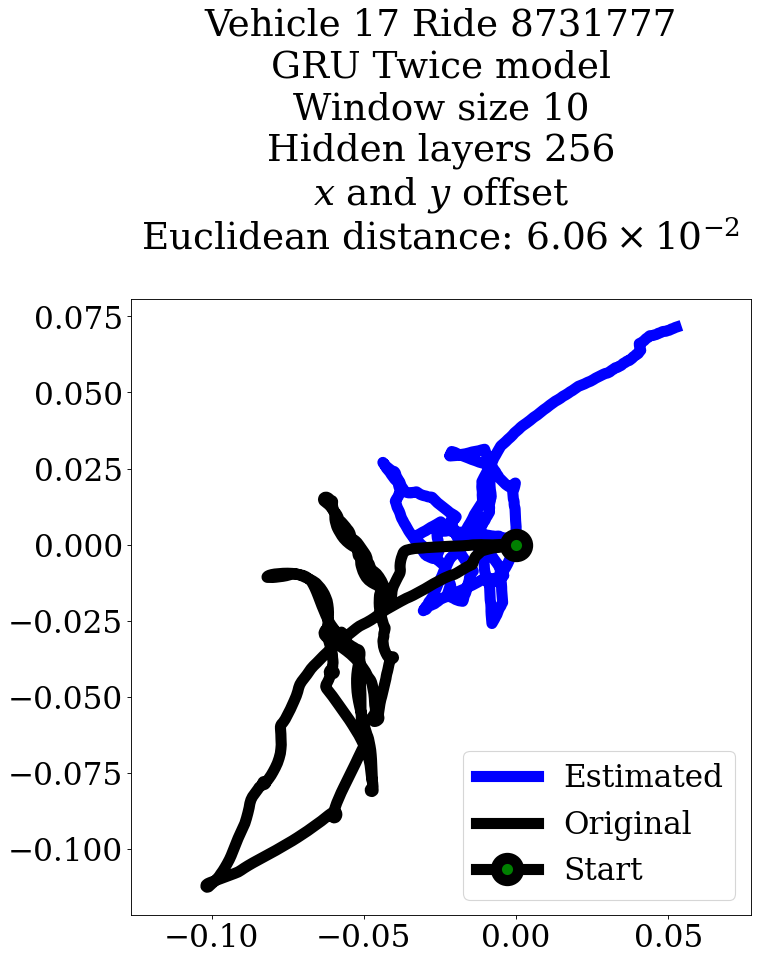 Vehicle 17 Ride 8731777
GRU Twice model
Window size 10
Hidden layers 256
x and y offset
Euclidean distance: 6.06 × 10⁻²
0.075
0.050
0.025
0.000
−0.025
−0.050
−0.075
−0.100
Estimated
Original
Start
−0.10 −0.05 0.00 0.05